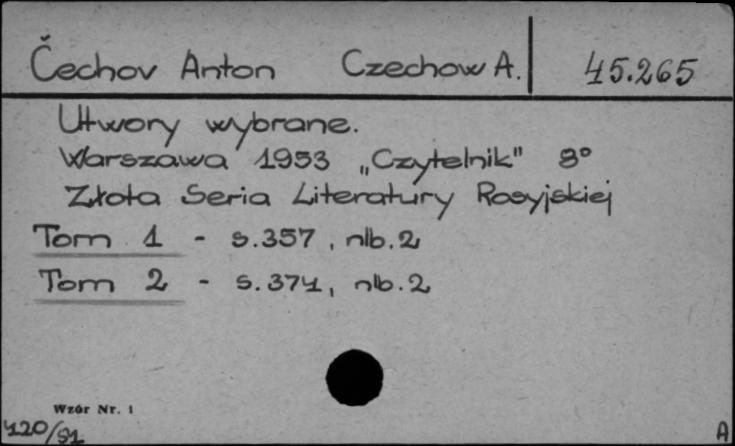 Čechov Anton Czechow A. 45.265
Utwory wybrane.
Warszawa 1953 „Czytelnik" 8°
Złota Seria Literatury Rosyjskiej
Tom 1 - s.357, nlb.2
Tom 2 - s.374, nlb.2
Wzór Nr. 1
420/51 A